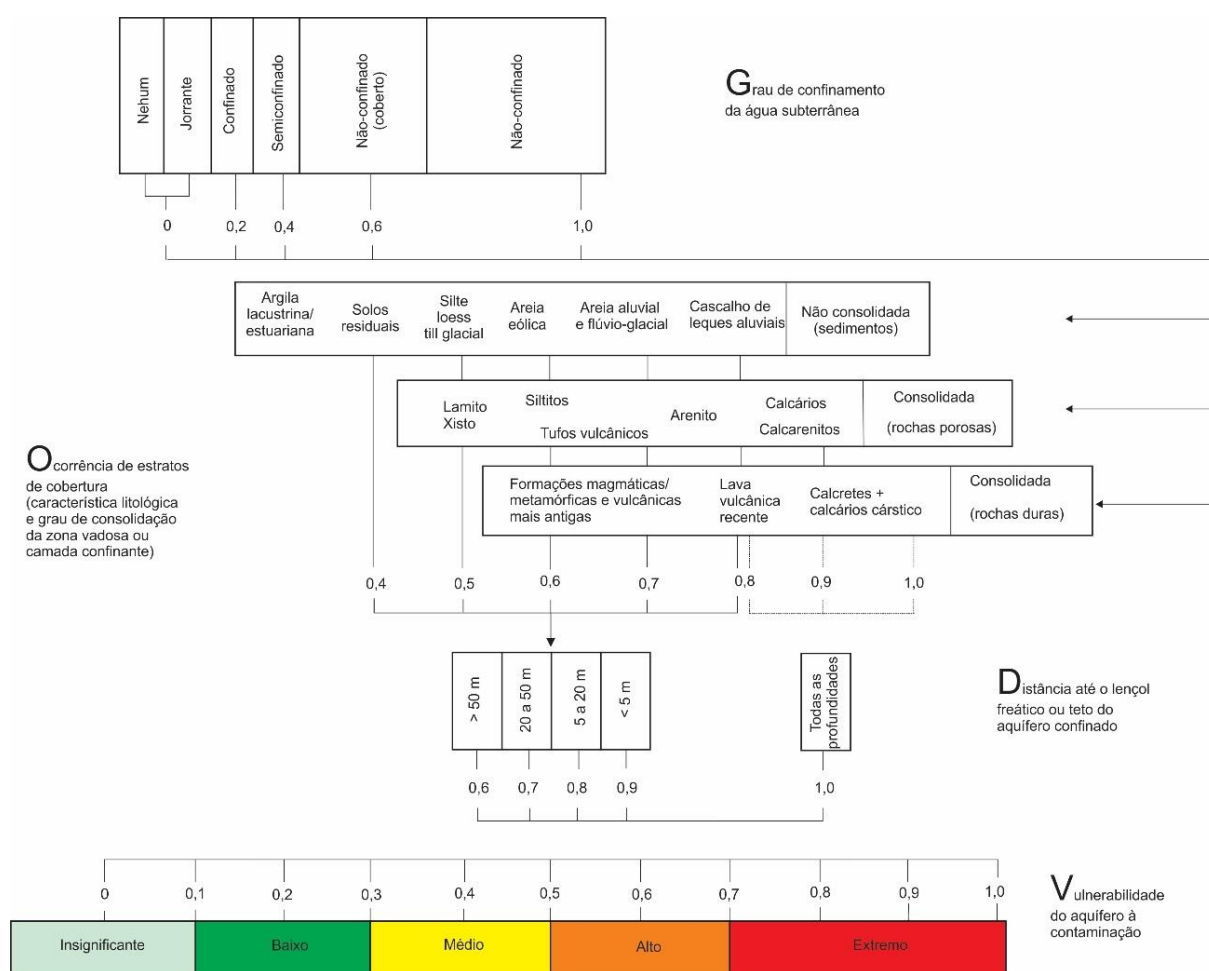 Nehum
Jorrante
Confinado
Semiconfinado
Não-confinado
(coberto)
Não-confinado
Grau de confinamento
da água subterrânea
0
0,2
0,4
0,6
1,0
Argila
lacustrina/
estuariana
Solos
residuais
Silte
loess
till glacial
Areia
eólica
Areia aluvial
e flúvio-glacial
Cascalho de
leques aluviais
Não consolidada
(sedimentos)
Lamito
Xisto
Siltitos
Tufos vulcânicos
Arenito
Calcários
Calcarenitos
Consolidada
(rochas porosas)
Ocorrência de estratos
de cobertura
(característica litológica
e grau de consolidação
da zona vadosa ou
camada confinante)
Formações magmáticas/
metamórficas e vulcânicas
mais antigas
Lava
vulcânica
recente
Calcretes +
calcários cárstico
Consolidada
(rochas duras)
0,4
0,5
0,6
0,7
0,8
0,9
1,0
> 50 m
20 a 50 m
5 a 20 m
< 5 m
Todas as
profundidades
Distância até o lençol
freático ou teto do
aquífero confinado
0,6
0,7
0,8
0,9
1,0
0
0,1
0,2
0,3
0,4
0,5
0,6
0,7
0,8
0,9
1,0
Vulnerabilidade
do aquífero à
contaminação
Insignificante
Baixo
Médio
Alto
Extremo